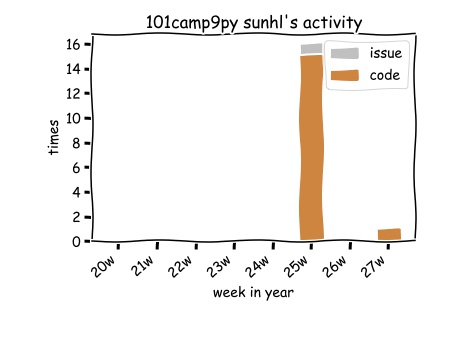 101camp9py sunhl's activity
issue
code
16
14
12
10
8
6
4
2
0
times
20w 21w 22w 23w 24w 25w 26w 27w
week in year